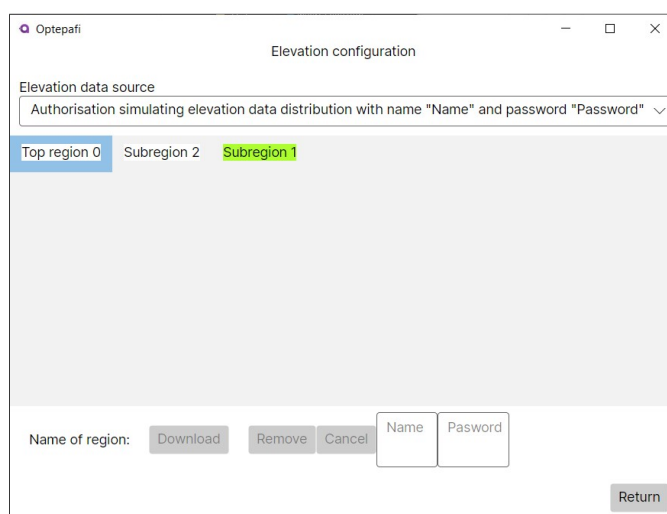 Optepafi
Elevation configuration
Elevation data source
Authorisation simulating elevation data distribution with name "Name" and password "Password"
Top region 0 Subregion 2 Subregion 1
Name of region: Download Remove Cancel Name Pasword
Return